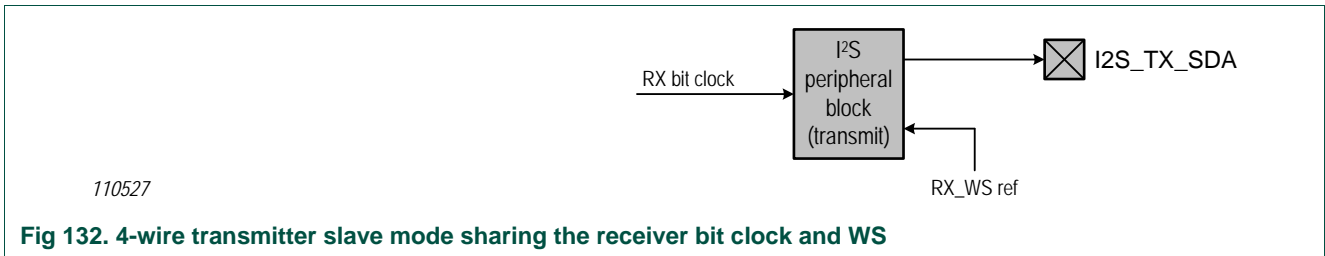 I²S
peripheral
block
(transmit)
I2S_TX_SDA
RX bit clock
RX_WS ref
110527
Fig 132. 4-wire transmitter slave mode sharing the receiver bit clock and WS